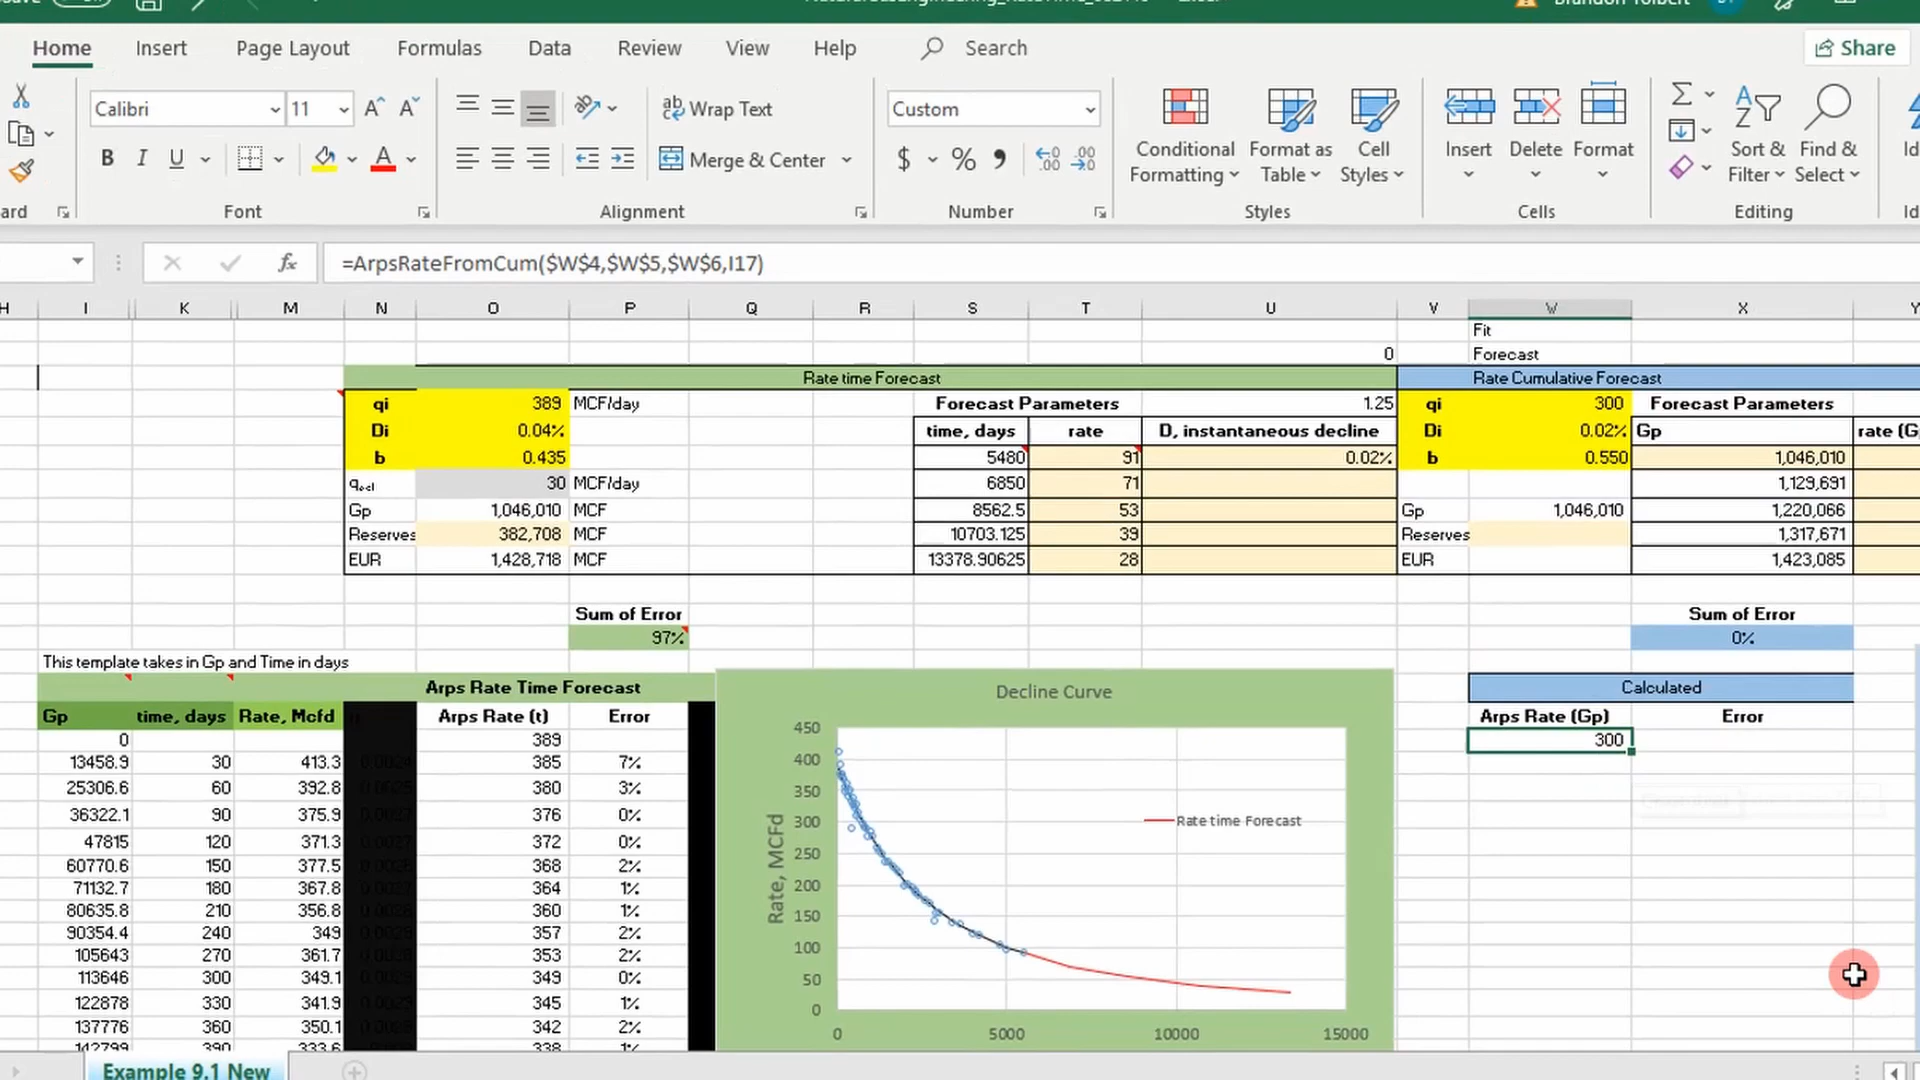 Home Insert Page Layout Formulas Data Review View Help Search Share
Calibri 11 Wrap Text Custom
B I U A Merge & Center $ %
Conditional Formatting Format as Table Cell Styles Insert Delete Format Sort & Filter Find & Select
Font Alignment Number Styles Cells Editing
fx =ArpsRateFromCum($W$4,$W$5,$W$6,I17)
H I K M N O P Q R S T U V W X Y
Fit
0 Forecast
Rate time Forecast Rate Cumulative Forecast
qi 389 MCF/day Forecast Parameters 1.25 qi 300 Forecast Parameters
Di 0.04% time, days rate D, instantaneous decline Di 0.02% Gp
b 0.435 5480 91 0.02% b 0.550 1,046,010
30 MCF/day 6850 71 1,129,691
Gp 1,046,010 MCF 8562.5 53 Gp 1,046,010 1,220,066
Reserves 382,708 MCF 10703.125 39 Reserves 1,317,671
EUR 1,428,718 MCF 13378.90625 28 EUR 1,423,085
Sum of Error Sum of Error
97% 0%
This template takes in Gp and Time in days
Arps Rate Time Forecast Calculated
Gp time, days Rate, Mcfd Arps Rate (t) Error Arps Rate (Gp) Error
0 389 300
13458.9 30 413.3 385 7%
25306.6 60 392.8 380 3%
36322.1 90 375.9 376 0%
47815 120 371.3 372 0%
60770.6 150 377.5 368 2%
71132.7 180 367.8 364 1%
80635.8 210 356.8 360 1%
90354.4 240 349 357 2%
105643 270 361.7 353 2%
113646 300 349.1 349 0%
122878 330 341.9 345 1%
137776 360 350.1 342 2%
142799 390 333.6 338 1%
Decline Curve
Rate, MCFd
450
400
350
300
250
200
150
100
50
0
0 5000 10000 15000
Rate time Forecast
Example 9.1 New